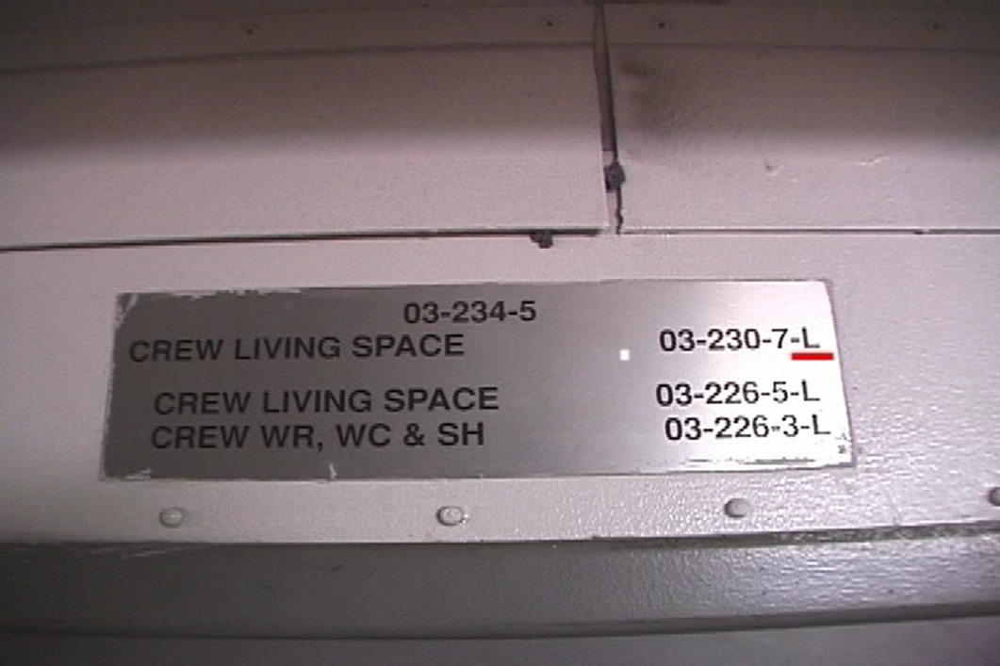 03-234-5
CREW LIVING SPACE 03-230-7-L
CREW LIVING SPACE 03-226-5-L
CREW WR, WC & SH 03-226-3-L